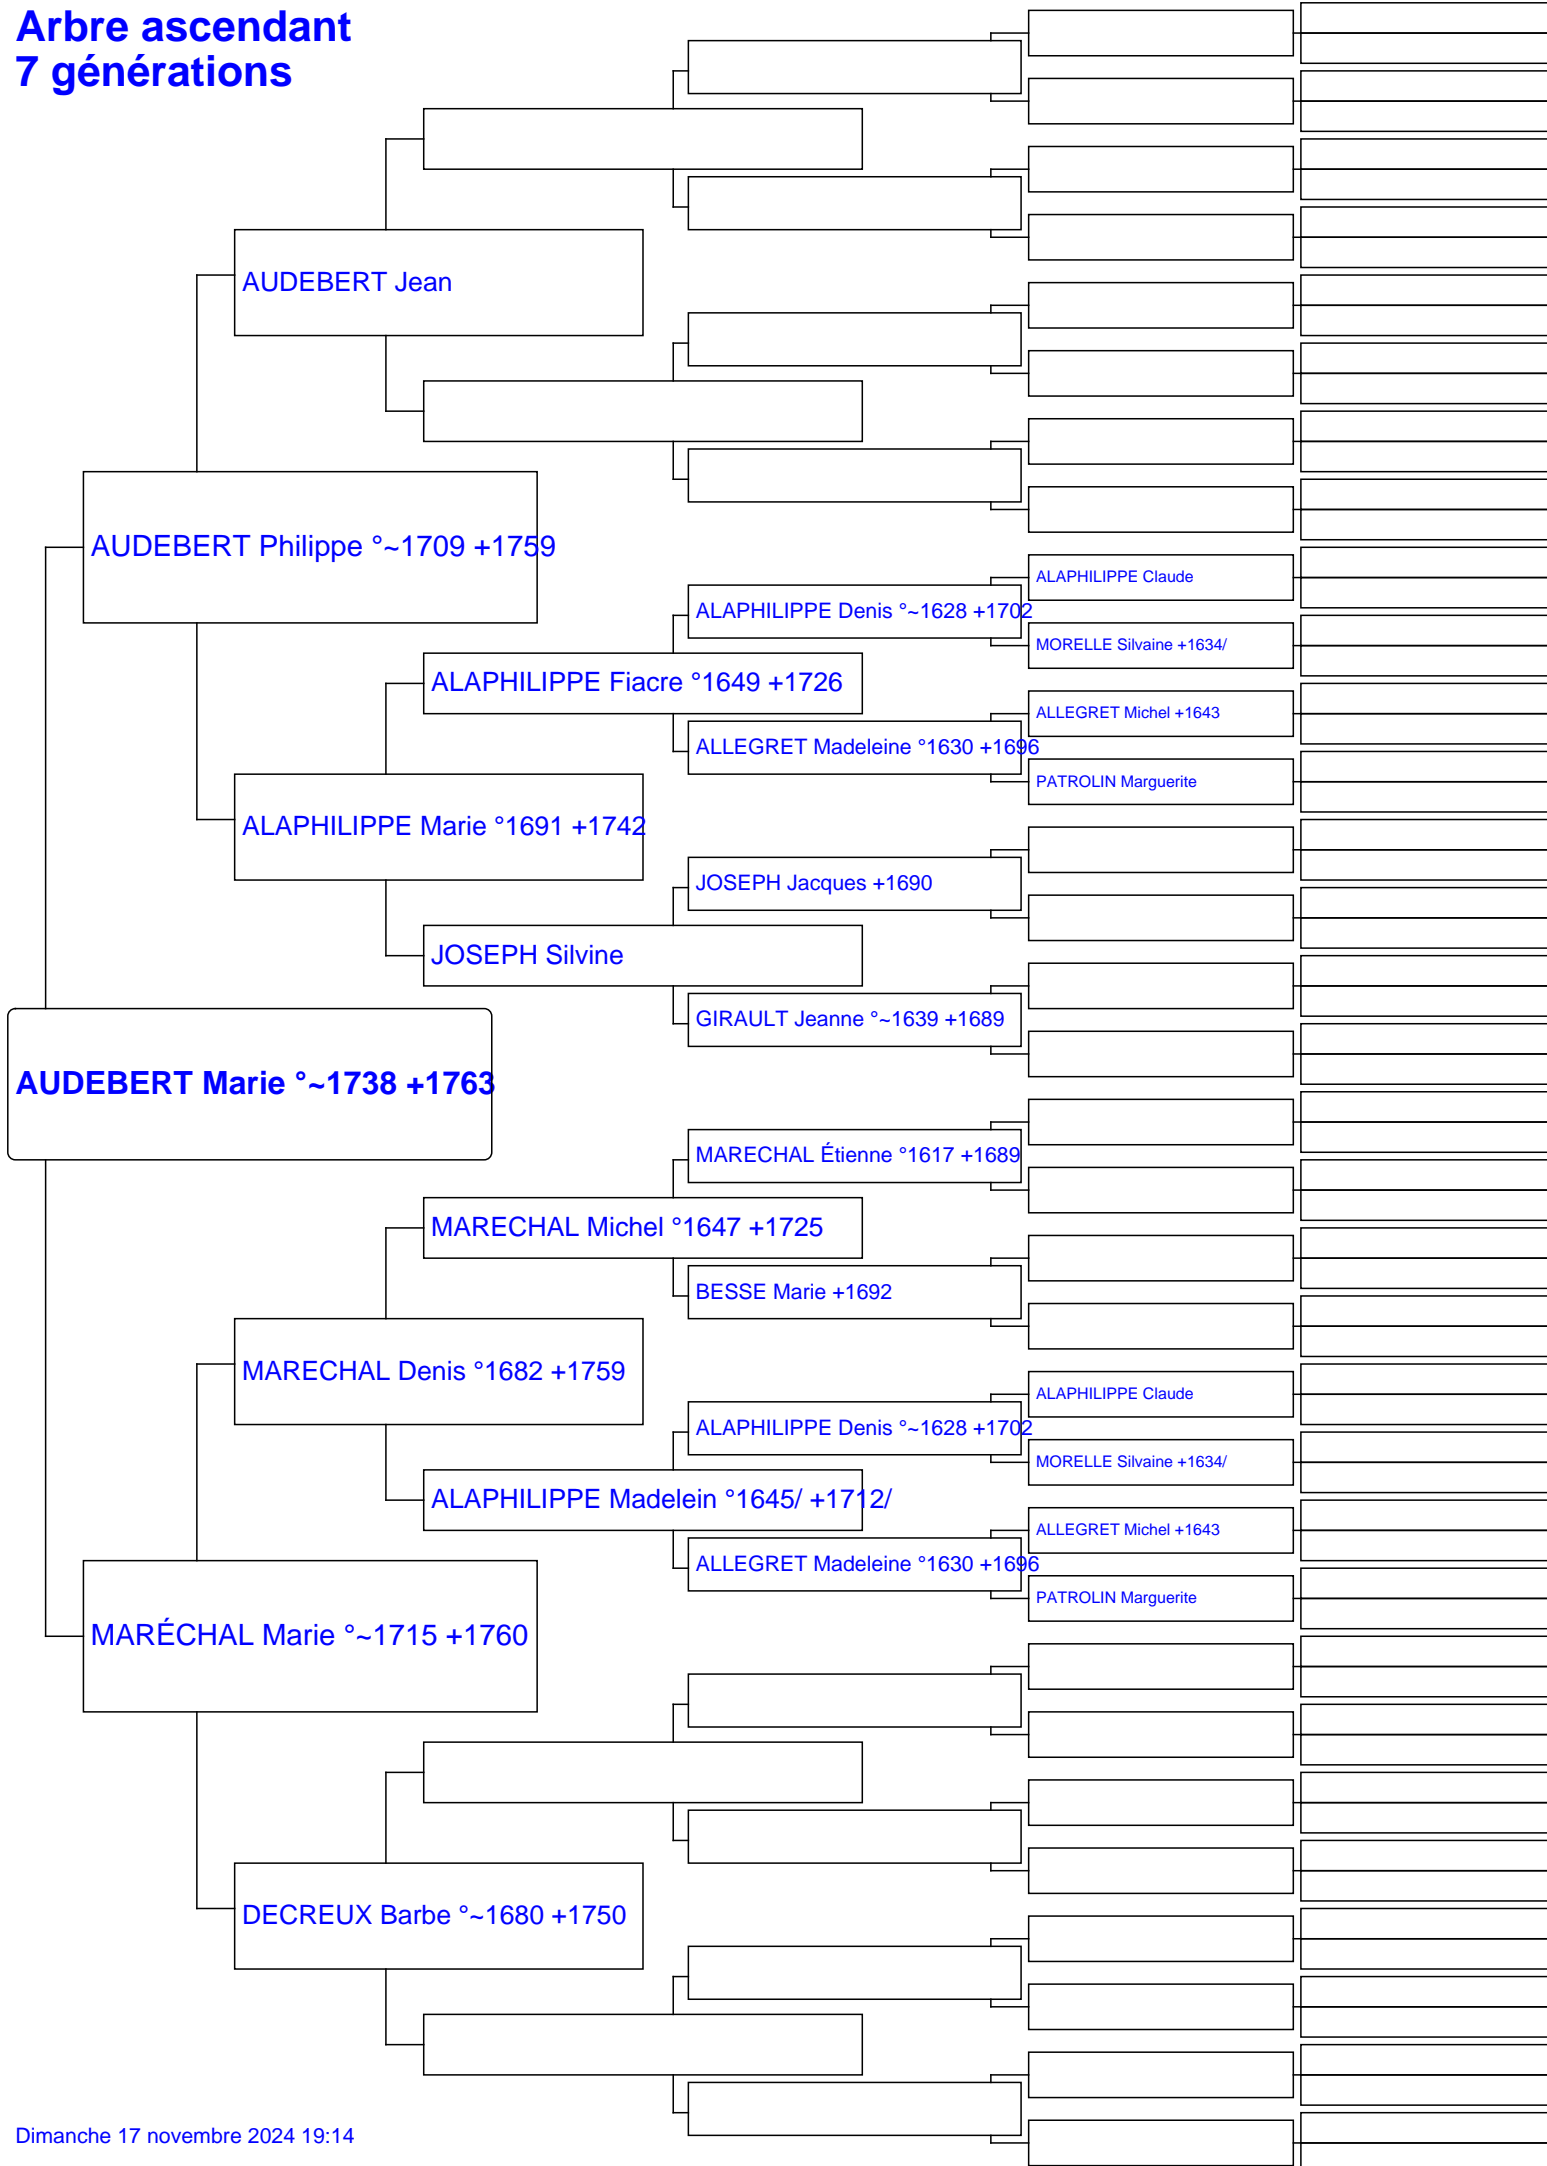 Arbre ascendant
7 générations
AUDEBERT Jean
AUDEBERT Philippe °~1709 +1759
ALAPHILIPPE Claude
ALAPHILIPPE Denis °~1628 +1702
MORELLE Silvaine +1634/
ALAPHILIPPE Fiacre °1649 +1726
ALLEGRET Michel +1643
ALLEGRET Madeleine °1630 +1696
PATROLIN Marguerite
ALAPHILIPPE Marie °1691 +1742
JOSEPH Jacques +1690
JOSEPH Silvine
GIRAULT Jeanne °~1639 +1689
AUDEBERT Marie °~1738 +1763
MARECHAL Étienne °1617 +1689
MARECHAL Michel °1647 +1725
BESSE Marie +1692
MARECHAL Denis °1682 +1759
ALAPHILIPPE Claude
ALAPHILIPPE Denis °~1628 +1702
MORELLE Silvaine +1634/
ALAPHILIPPE Madelein °1645/ +1712/
ALLEGRET Michel +1643
ALLEGRET Madeleine °1630 +1696
PATROLIN Marguerite
MARÉCHAL Marie °~1715 +1760
DECREUX Barbe °~1680 +1750
Dimanche 17 novembre 2024 19:14